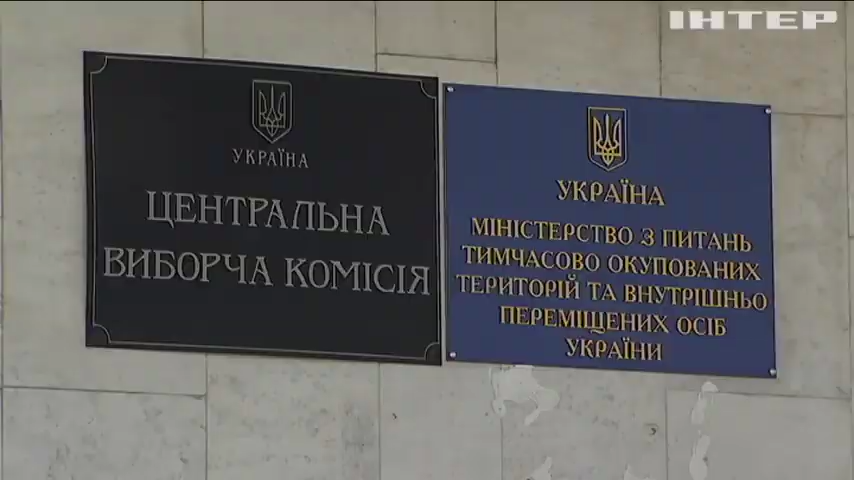 ІНТЕР
УКРАЇНА
ЦЕНТРАЛЬНА
ВИБОРЧА КОМІСІЯ
УКРАЇНА
МІНІСТЕРСТВО З ПИТАНЬ
ТИМЧАСОВО ОКУПОВАНИХ
ТЕРИТОРІЙ ТА ВНУТРІШНЬО
ПЕРЕМІЩЕНИХ ОСІБ
УКРАЇНИ